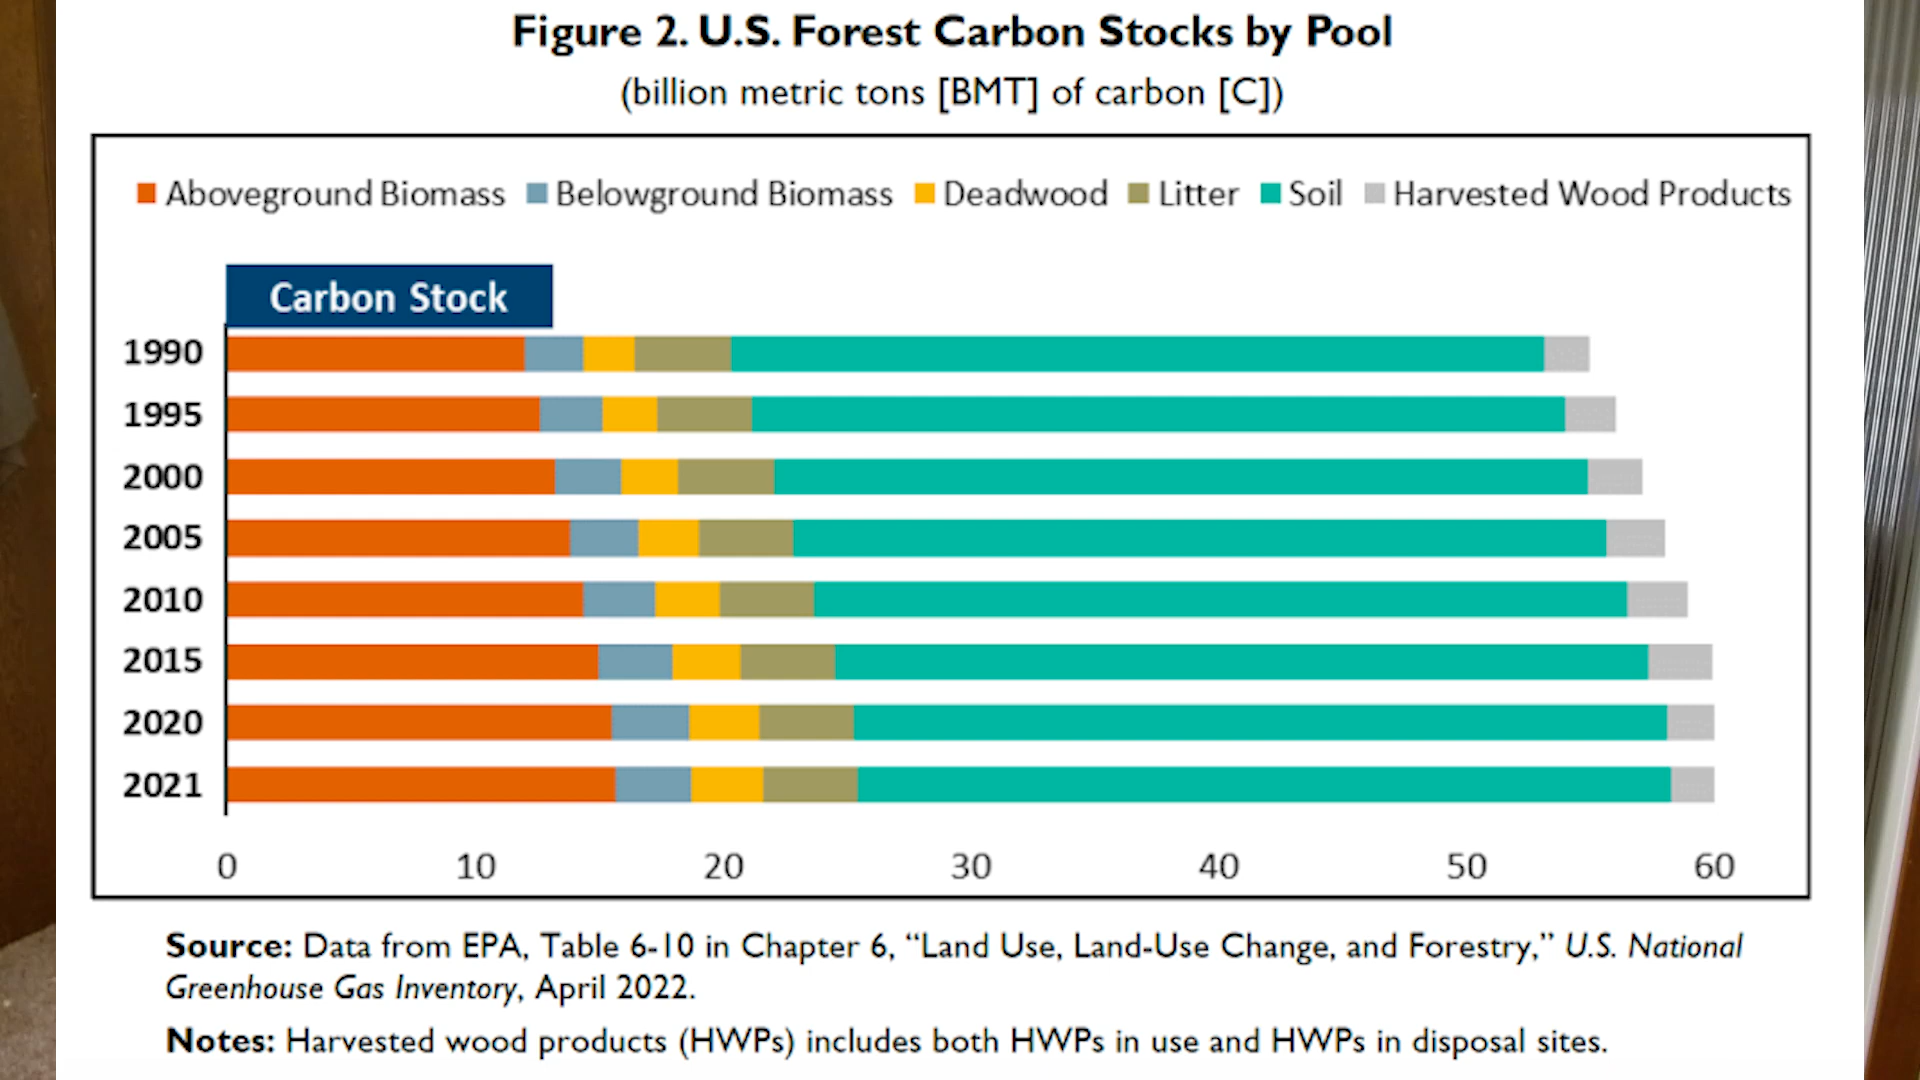 Figure 2. U.S. Forest Carbon Stocks by Pool
(billion metric tons [BMT] of carbon [C])
Aboveground Biomass Belowground Biomass Deadwood Litter Soil Harvested Wood Products
Carbon Stock
1990
1995
2000
2005
2010
2015
2020
2021
0 10 20 30 40 50 60
Source: Data from EPA, Table 6-10 in Chapter 6, “Land Use, Land-Use Change, and Forestry,” U.S. National
Greenhouse Gas Inventory, April 2022.
Notes: Harvested wood products (HWPs) includes both HWPs in use and HWPs in disposal sites.